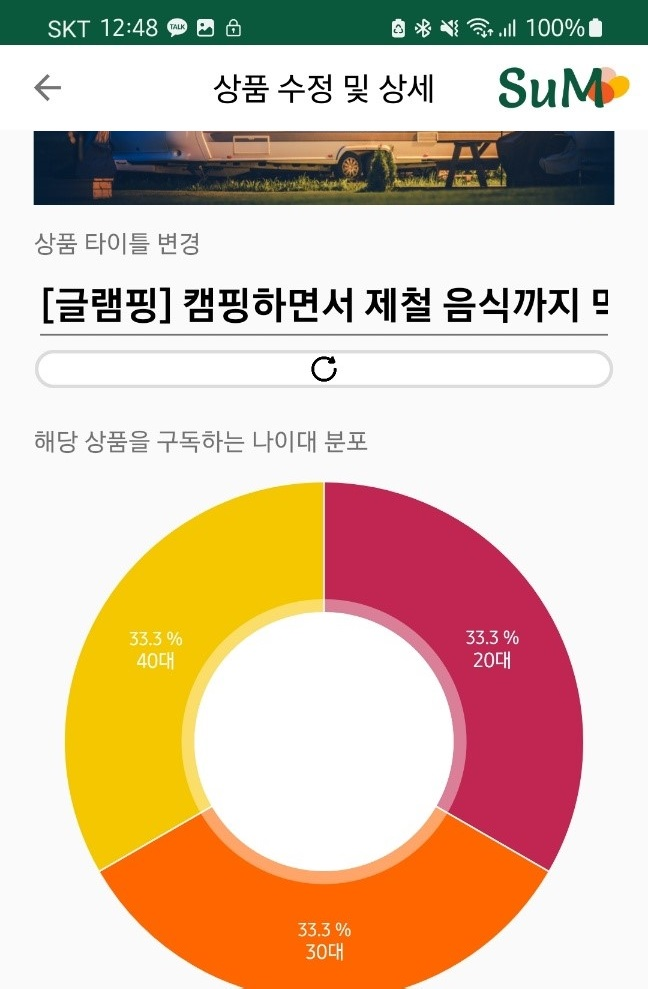 SKT 12:48 TALK 100%
상품 수정 및 상세
SuM
상품 타이틀 변경
[글램핑] 캠핑하면서 제철 음식까지
해당 상품을 구독하는 나이대 분포
33.3 %
40대
33.3 %
20대
33.3 %
30대